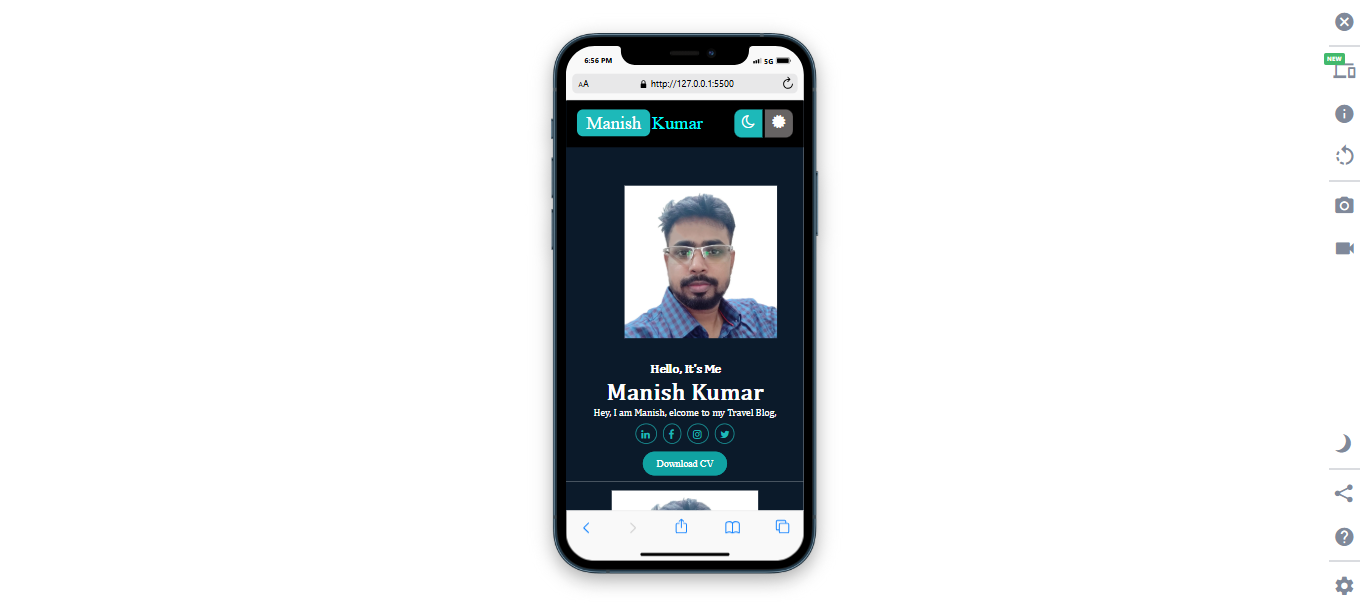 6:56 PM
5G
NEW
AA
http://127.0.0.1:5500
Manish Kumar
Hello, It's Me
Manish Kumar
Hey, I am Manish, elcome to my Travel Blog,
in f
Download CV